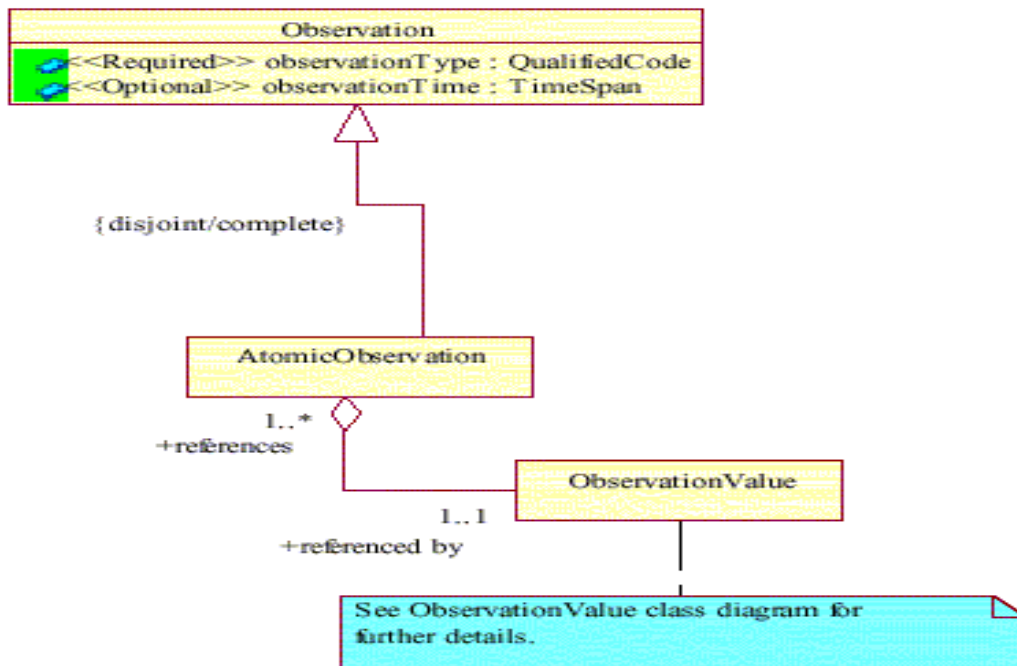 Observation
<<Required>> observationType : QualifiedCode
<<Optional>> observationTime : TimeSpan
{disjoint/complete}
AtomicObservation
1..*
+references
ObservationValue
1..1
+referenced by
See ObservationValue class diagram for
further details.